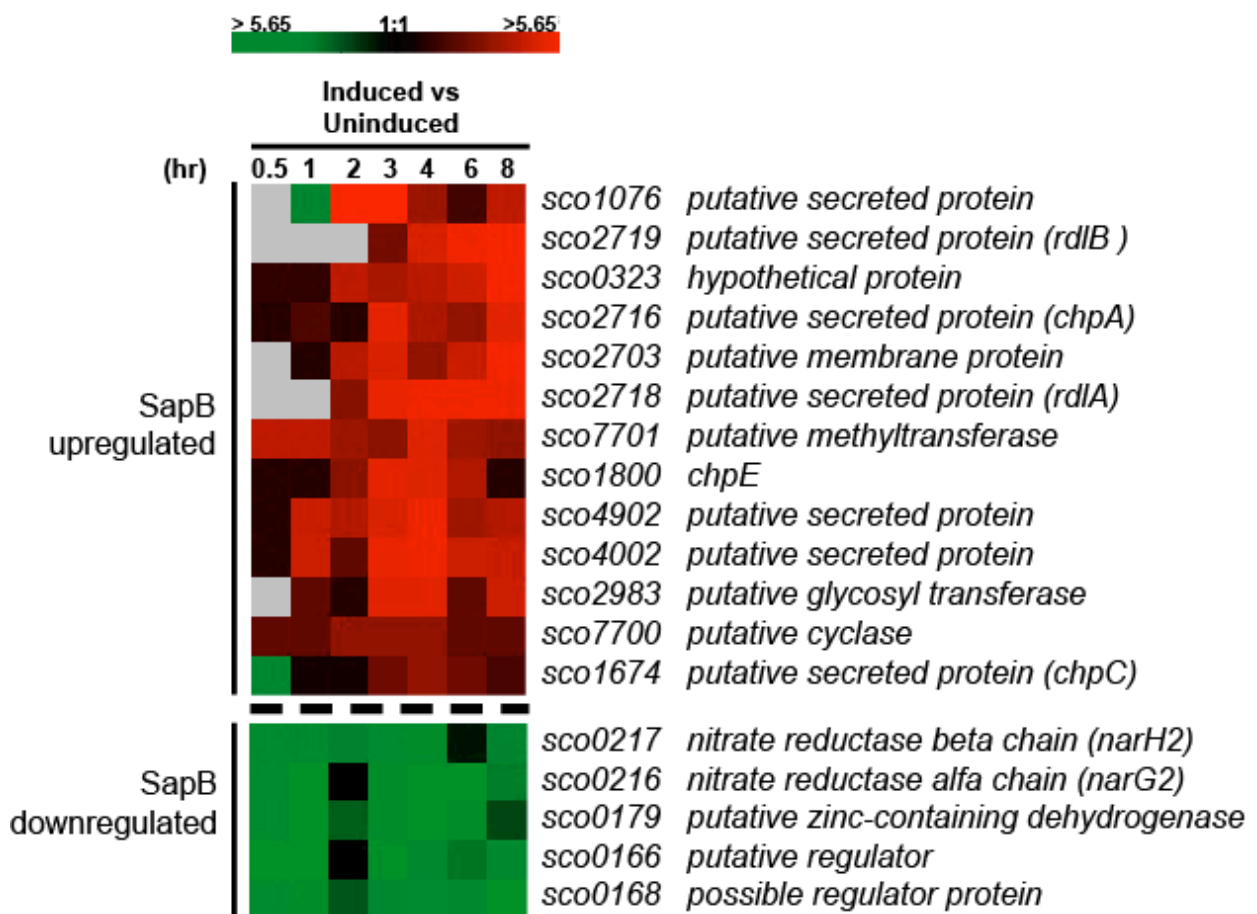 > 5.65 1:1 >5.65
Induced vs
Uninduced
(hr) 0.5 1 2 3 4 6 8
sco1076 putative secreted protein
sco2719 putative secreted protein (rdlB )
sco0323 hypothetical protein
sco2716 putative secreted protein (chpA)
sco2703 putative membrane protein
SapB
upregulated
sco2718 putative secreted protein (rdlA)
sco7701 putative methyltransferase
sco1800 chpE
sco4902 putative secreted protein
sco4002 putative secreted protein
sco2983 putative glycosyl transferase
sco7700 putative cyclase
sco1674 putative secreted protein (chpC)
SapB
downregulated
sco0217 nitrate reductase beta chain (narH2)
sco0216 nitrate reductase alfa chain (narG2)
sco0179 putative zinc-containing dehydrogenase
sco0166 putative regulator
sco0168 possible regulator protein